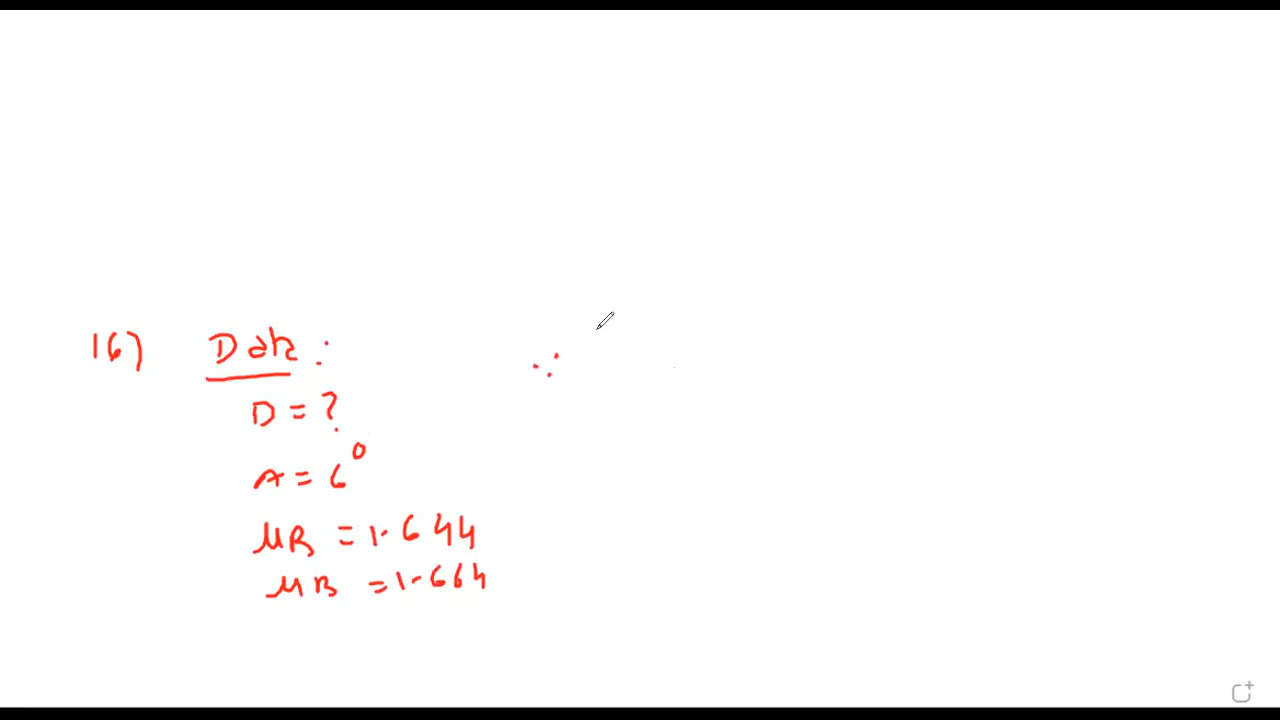 16) Data :
∵
D = ?
A = 6°
μR = 1.644
μB = 1.664